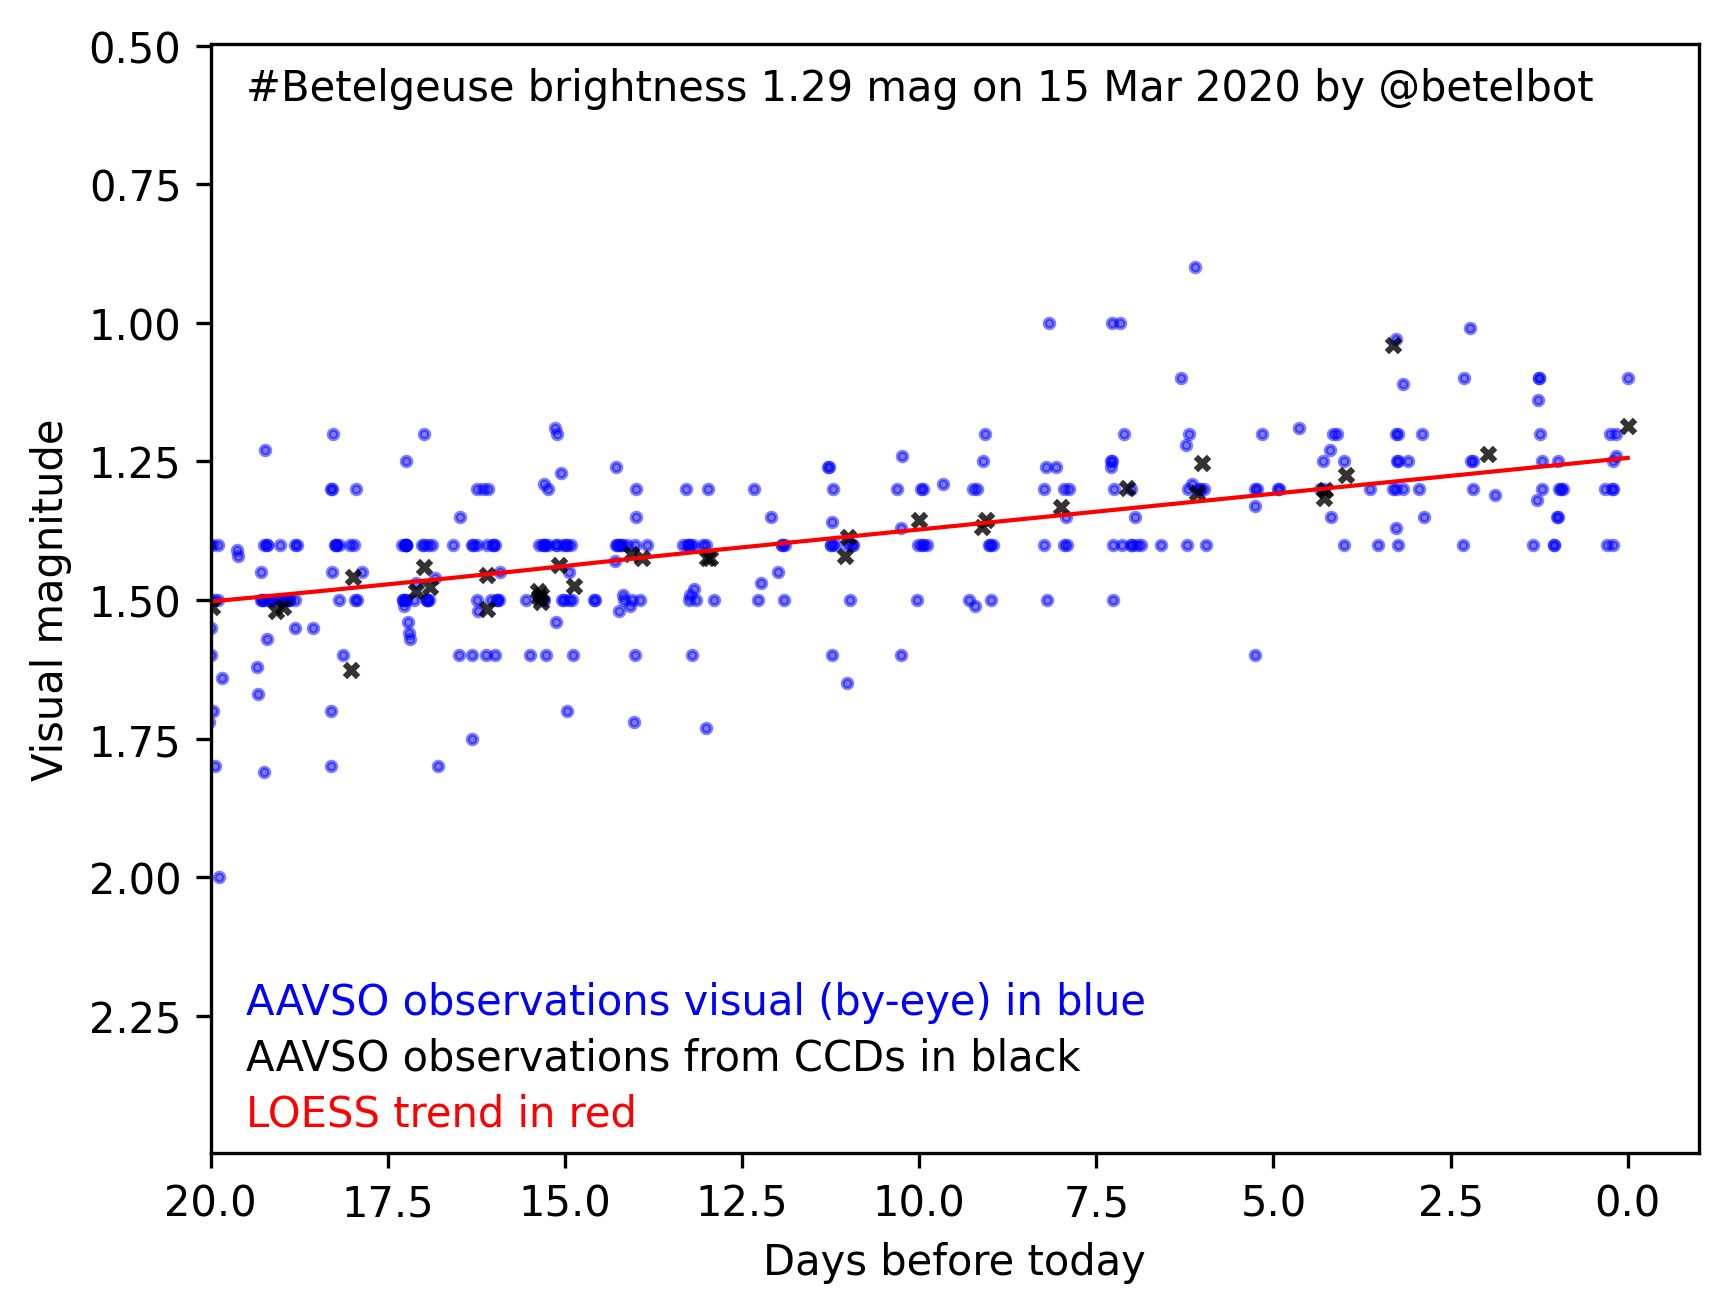 #Betelgeuse brightness 1.29 mag on 15 Mar 2020 by @betelbot
0.50
0.75
1.00
1.25
1.50
1.75
2.00
2.25
Visual magnitude
AAVSO observations visual (by-eye) in blue
AAVSO observations from CCDs in black
LOESS trend in red
20.0 17.5 15.0 12.5 10.0 7.5 5.0 2.5 0.0
Days before today